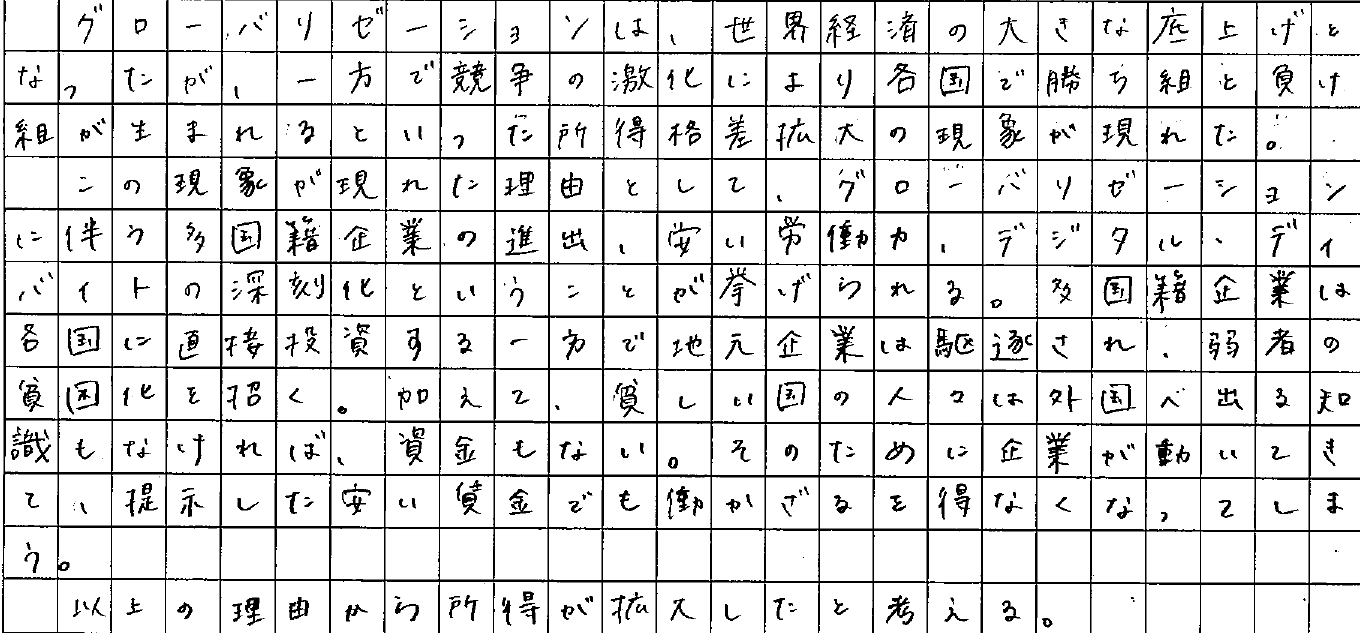 グローバリゼーションは、世界経済の大きな底上げと
なったが、一方で競争の激化により各国で勝ち組と負け
組が生まれるといった所得格差拡大の現象が現れた。
この現象が現れた理由として、グローバリゼーション
に伴う多国籍企業の進出、安い労働力、デジタル、ディ
バイトの深刻化ということが挙げられる。多国籍企業は
各国に直接投資する一方で地元企業は駆逐され、弱者の
貧困化を招く。加えて、貧しい国の人々は外国へ出る知
識もなければ、資金もない。そのために企業が動いてき
て、提示した安い賃金でも働かざるを得なくなってしま
う。
以上の理由から所得が拡大したと考える。